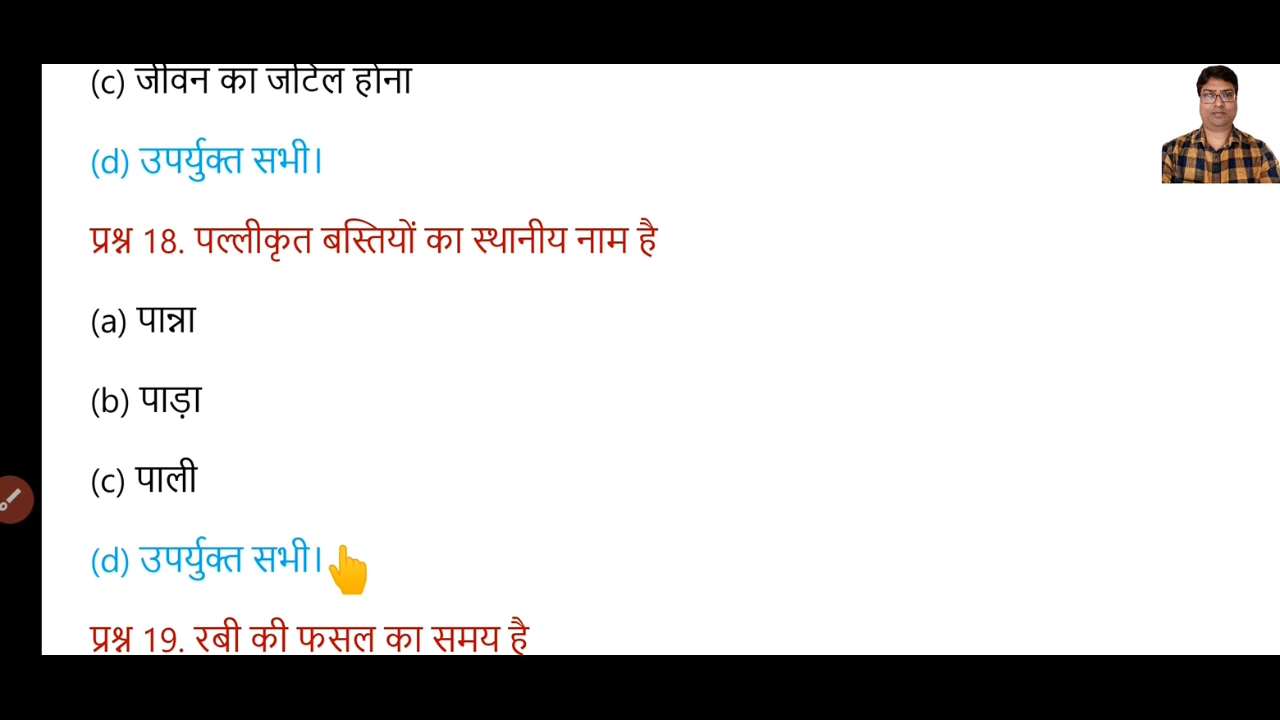 (c) जीवन का जटिल होना
(d) उपर्युक्त सभी।
प्रश्न 18. पल्लीकृत बस्तियों का स्थानीय नाम है
(a) पान्ना
(b) पाड़ा
(c) पाली
(d) उपर्युक्त सभी।
प्रश्न 19. रबी की फसल का समय है